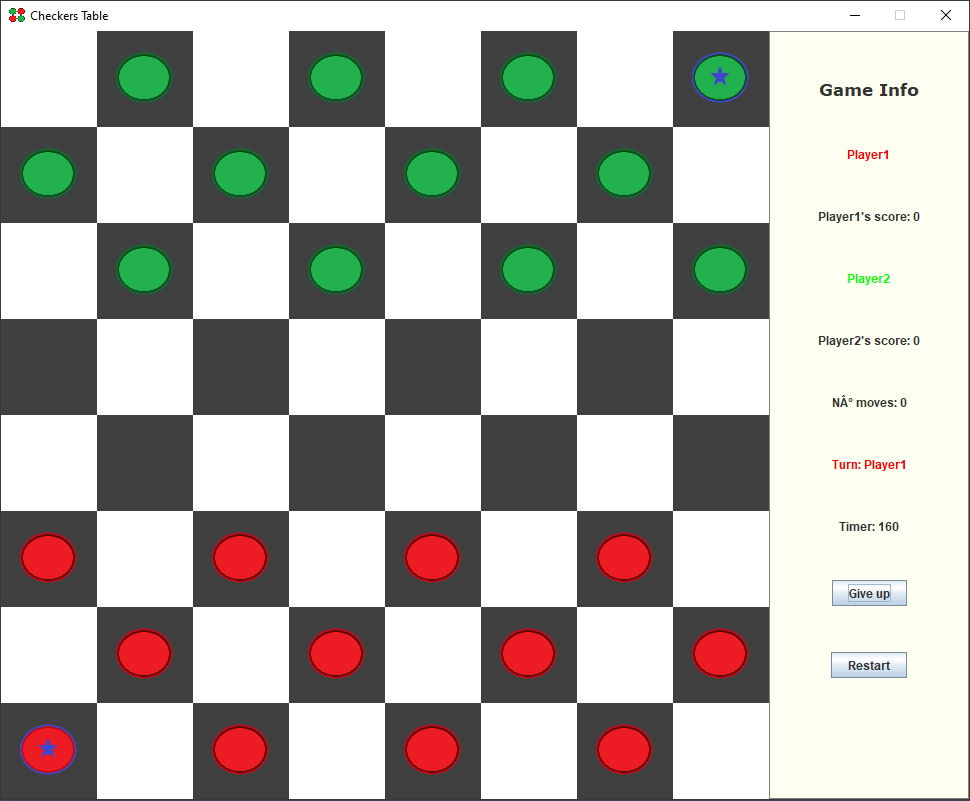 Checkers Table
Game Info
Player1
Player1's score: 0
Player2
Player2's score: 0
NÂ° moves: 0
Turn: Player1
Timer: 160
Give up
Restart